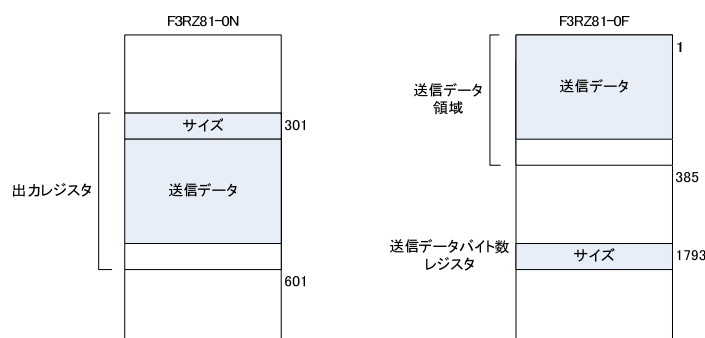 F3RZ81-0N
サイズ
301
出力レジスタ
送信データ
601
F3RZ81-0F
1
送信データ
領域
送信データ
385
送信データバイト数
レジスタ
サイズ
1793